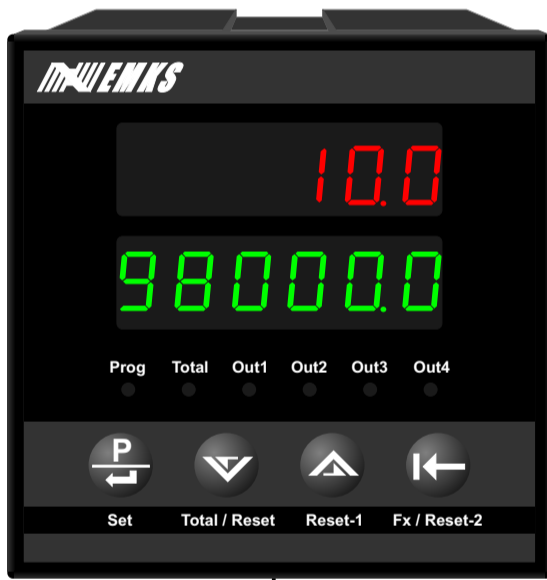 EMKS
10.0
98000.0
Prog Total Out1 Out2 Out3 Out4
P
Set Total / Reset Reset-1 Fx / Reset-2